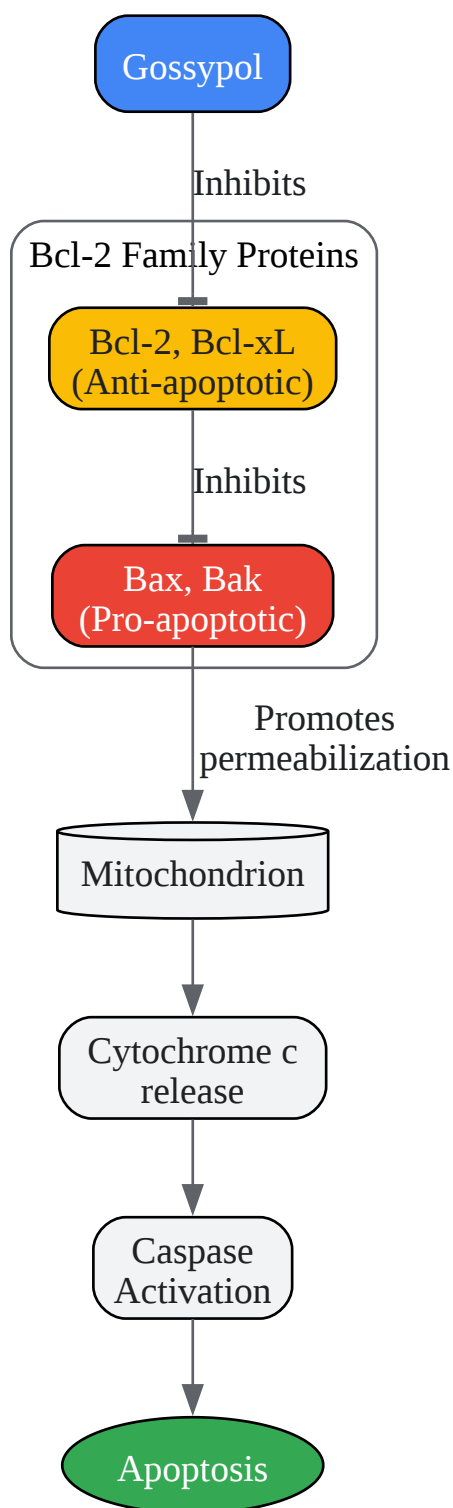 Gossypol
Inhibits
Bcl-2 Family Proteins
Bcl-2, Bcl-xL
(Anti-apoptotic)
Inhibits
Bax, Bak
(Pro-apoptotic)
Promotes
permeabilization
Mitochondrion
Cytochrome c
release
Caspase
Activation
Apoptosis